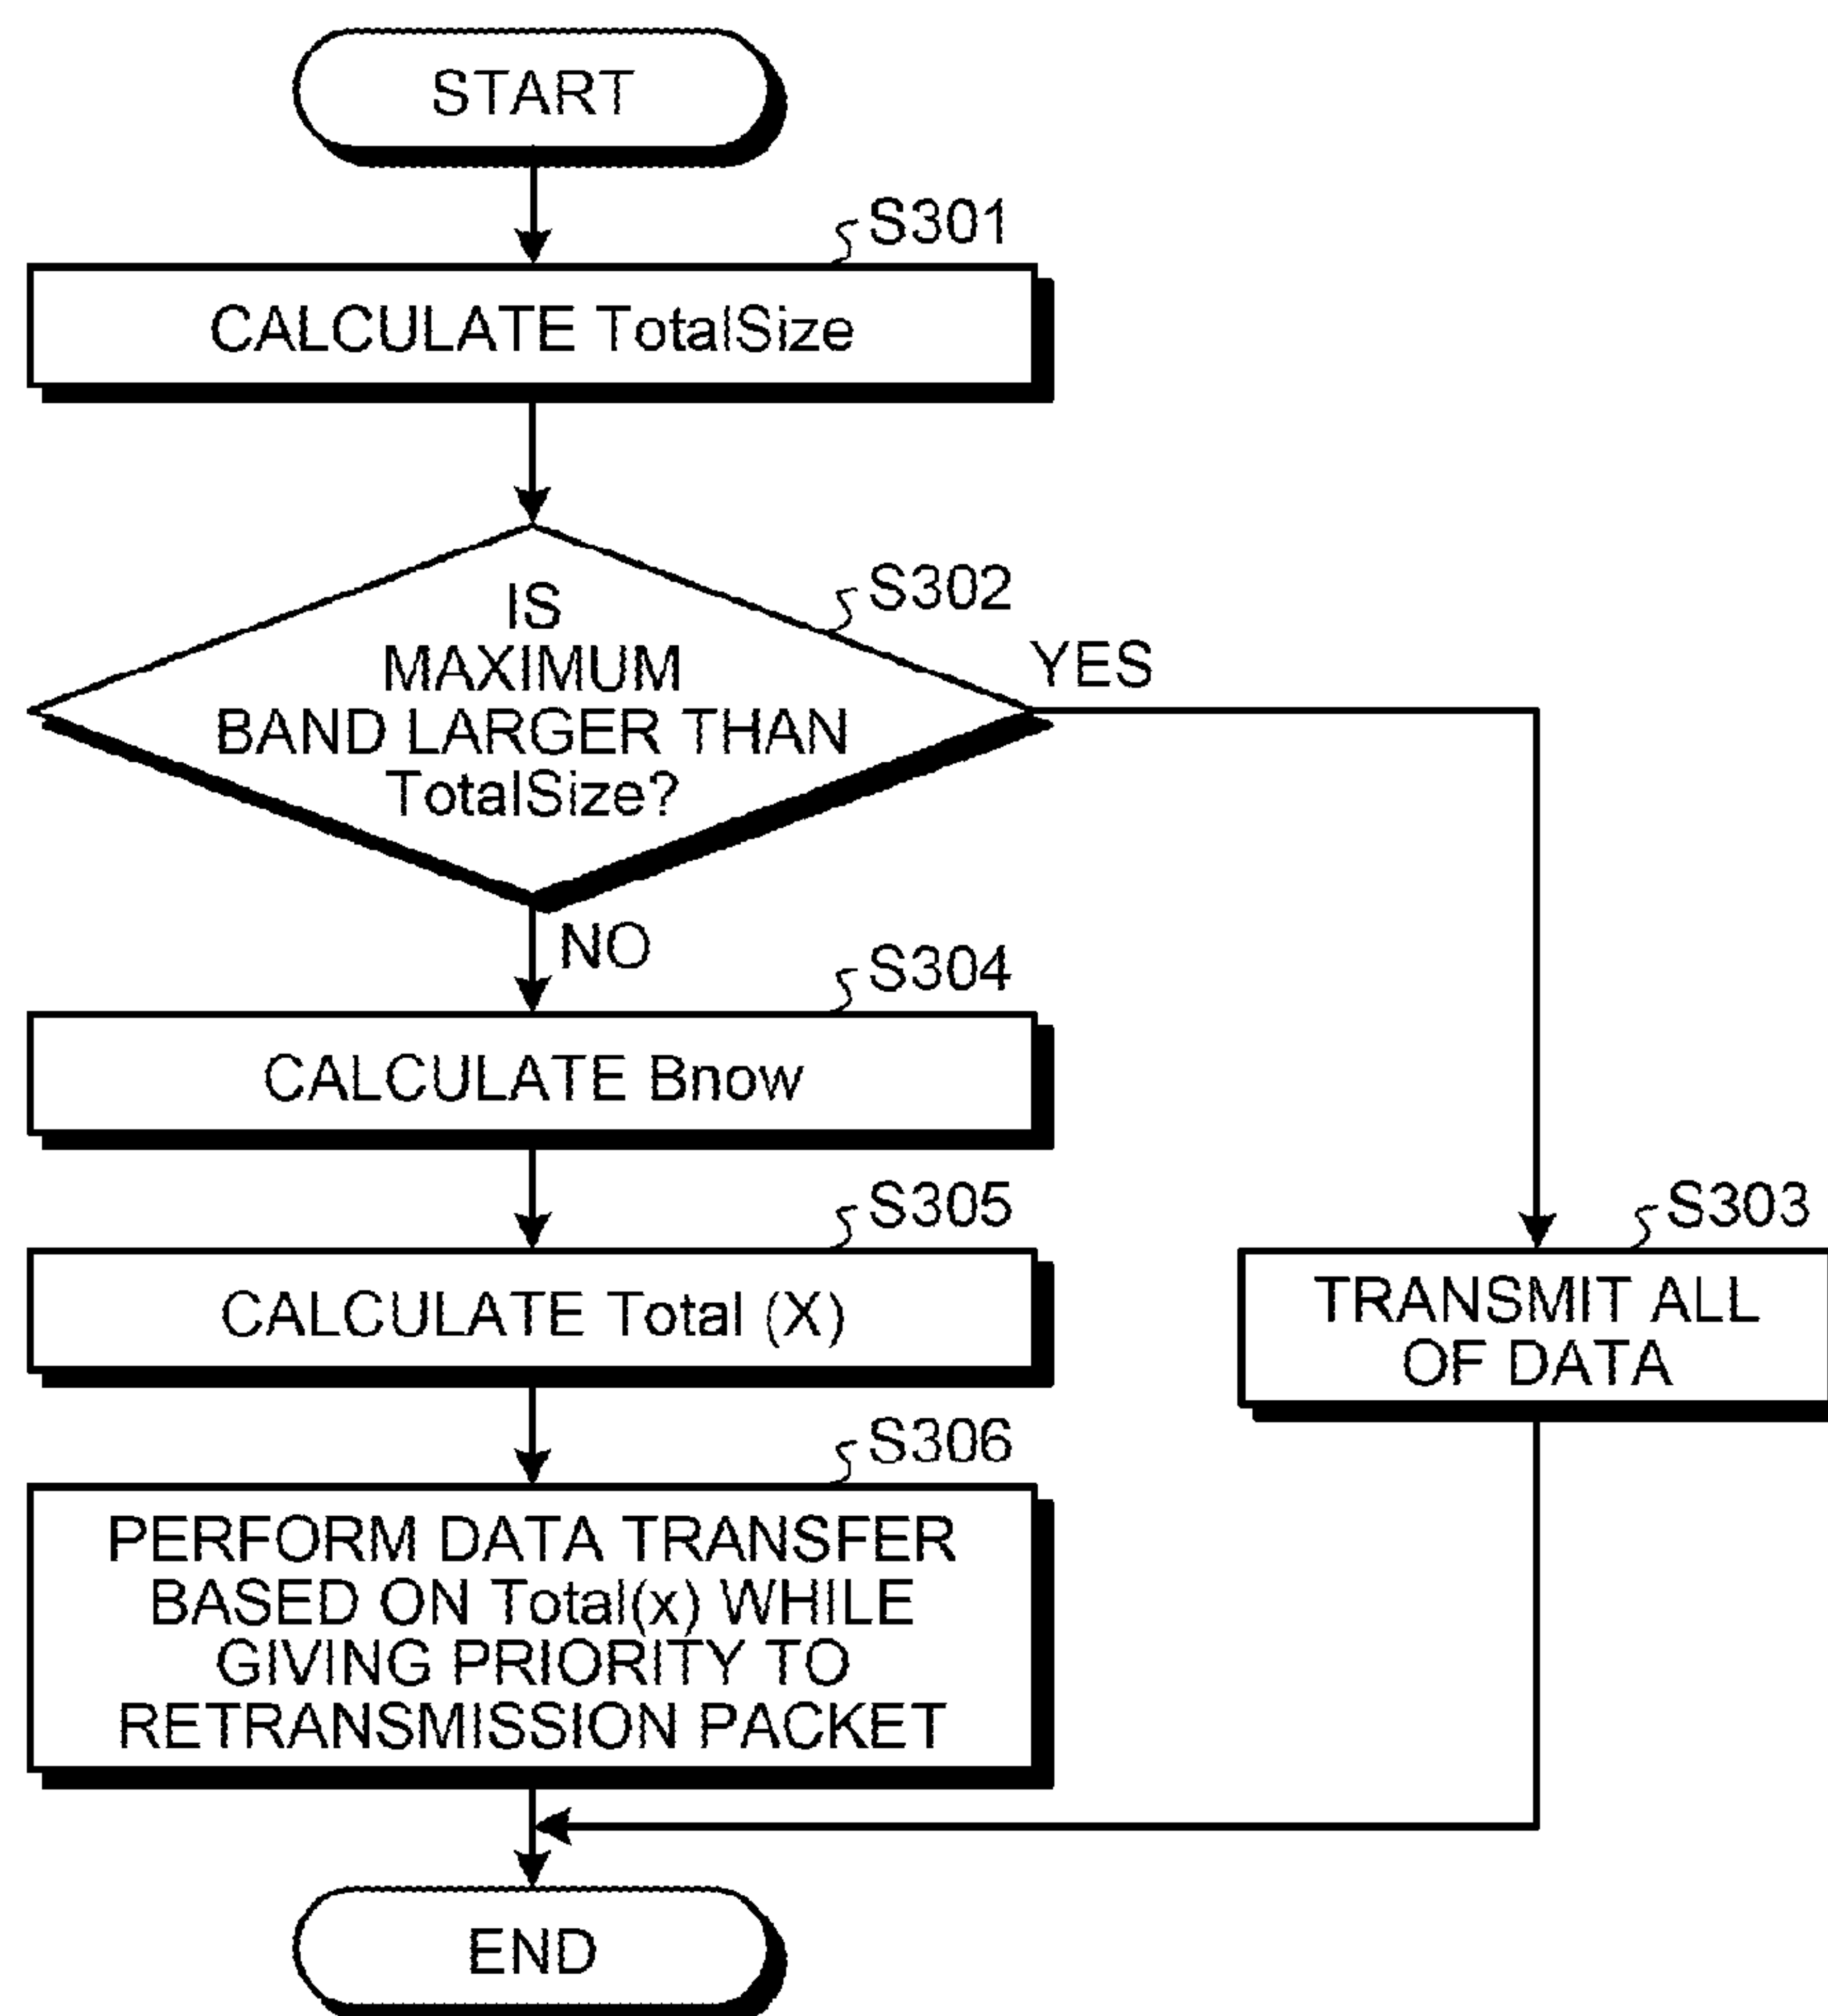 START
S301
CALCULATE TotalSize
S302
IS
MAXIMUM
BAND LARGER THAN
TotalSize?
YES
NO
S304
CALCULATE Bnow
S305
CALCULATE Total (X)
S303
TRANSMIT ALL
OF DATA
S306
PERFORM DATA TRANSFER
BASED ON Total(x) WHILE
GIVING PRIORITY TO
RETRANSMISSION PACKET
END